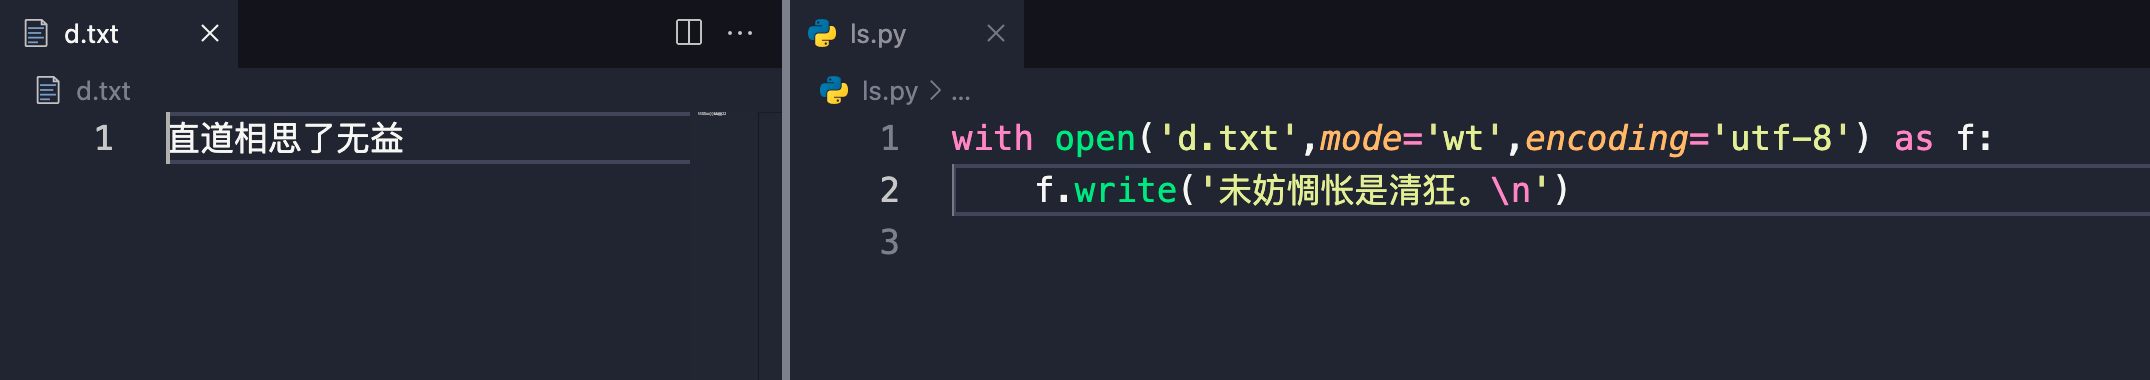 d.txt
d.txt
1 直道相思了无益
ls.py
ls.py > ...
1 with open('d.txt',mode='wt',encoding='utf-8') as f:
2 f.write('未妨惆怅是清狂。\n')
3